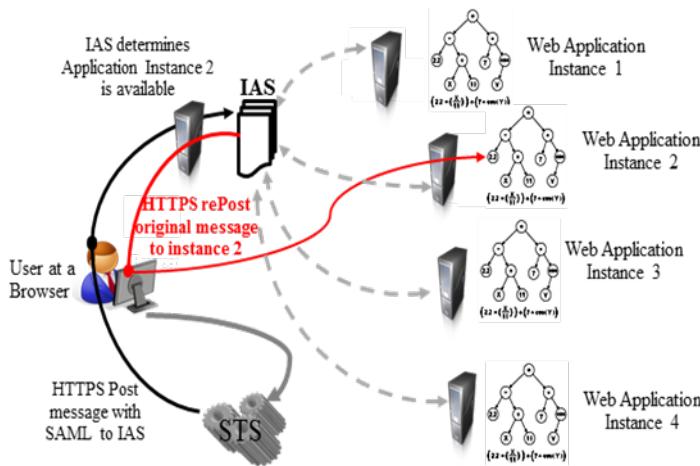 IAS determines
Application Instance 2
is available
IAS
Web Application
Instance 1
Web Application
Instance 2
HTTPS rePost
original message
to instance 2
User at a
Browser
Web Application
Instance 3
HTTPS Post
message with
SAML to IAS
STS
Web Application
Instance 4